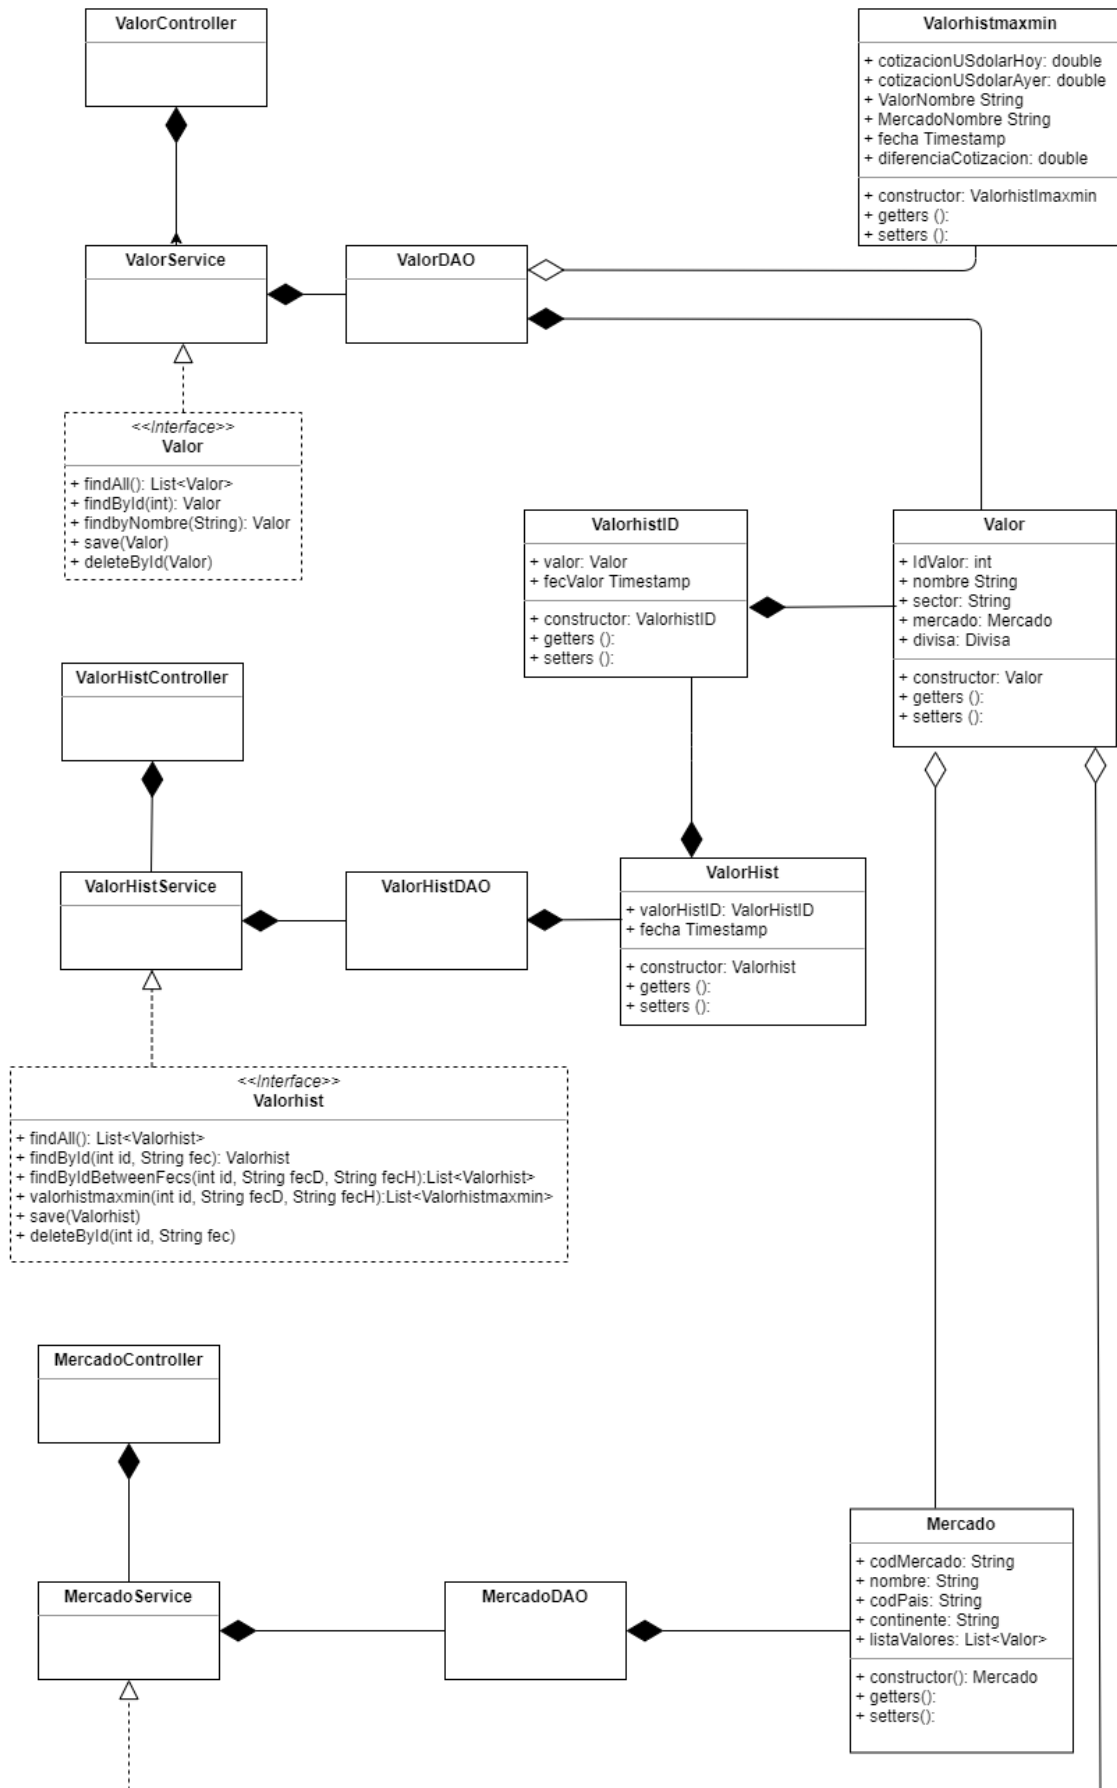 ValorController
Valorhistmaxmin
+ cotizacionUSdolarHoy: double
+ cotizacionUSdolarAyer: double
+ ValorNombre String
+ MercadoNombre String
+ fecha Timestamp
+ diferenciaCotizacion: double
+ constructor: Valorhistlmaxmin
+ getters ():
+ setters ():
ValorService
ValorDAO
<<Interface>>
Valor
+ findAll(): List<Valor>
+ findById(int): Valor
+ findbyNombre(String): Valor
+ save(Valor)
+ deleteById(Valor)
ValorhistID
+ valor: Valor
+ fecValor Timestamp
+ constructor: ValorhistID
+ getters ():
+ setters ():
Valor
+ IdValor: int
+ nombre String
+ sector: String
+ mercado: Mercado
+ divisa: Divisa
+ constructor: Valor
+ getters ():
+ setters ():
ValorHistController
ValorHistService
ValorHistDAO
ValorHist
+ valorHistID: ValorHistID
+ fecha Timestamp
+ constructor: Valorhist
+ getters ():
+ setters ():
<<Interface>>
Valorhist
+ findAll(): List<Valorhist>
+ findById(int id, String fec): Valorhist
+ findByIdBetweenFecs(int id, String fecD, String fecH):List<Valorhist>
+ valorhistmaxmin(int id, String fecD, String fecH):List<Valorhistmaxmin>
+ save(Valorhist)
+ deleteById(int id, String fec)
MercadoController
MercadoService
MercadoDAO
Mercado
+ codMercado: String
+ nombre: String
+ codPais: String
+ continente: String
+ listaValores: List<Valor>
+ constructor(): Mercado
+ getters():
+ setters():